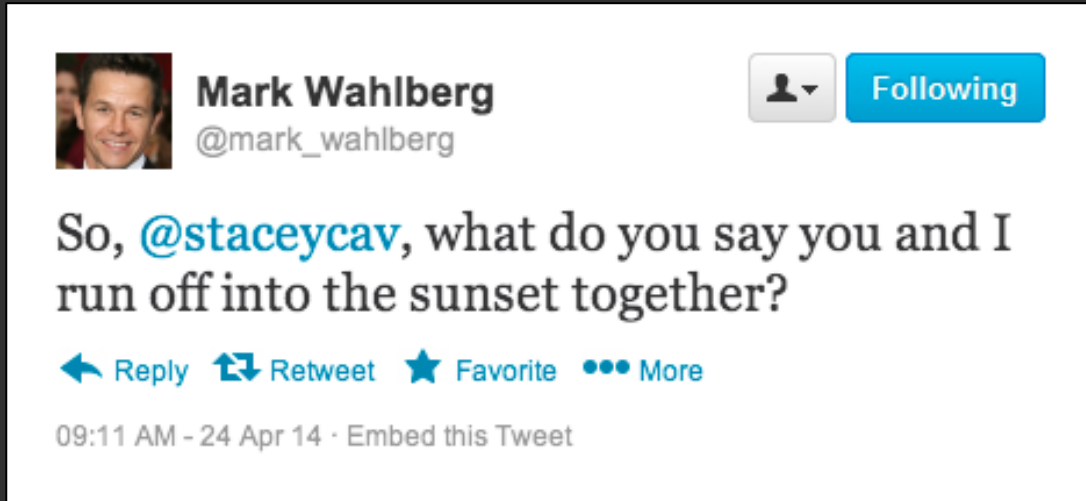 Mark Wahlberg
Following
@mark_wahlberg
So, @staceycav, what do you say you and I
run off into the sunset together?
Reply Retweet Favorite ••• More
09:11 AM - 24 Apr 14 · Embed this Tweet